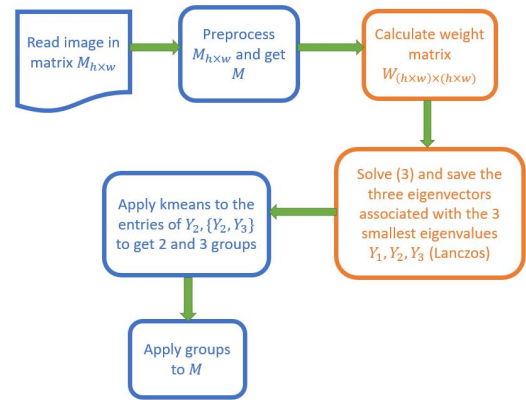 Read image in
matrix $M_{h×w}$
Preprocess
$M_{h×w}$ and get
$M$
Calculate weight
matrix
$W_{(h×w)×(h×w)}$
Solve (3) and save the
three eigenvectors
associated with the 3
smallest eigenvalues
$Y_1, Y_2, Y_3$ (Lanczos)
Apply kmeans to the
entries of $Y_2, \{Y_2, Y_3\}$
to get 2 and 3 groups
Apply groups
to $M$